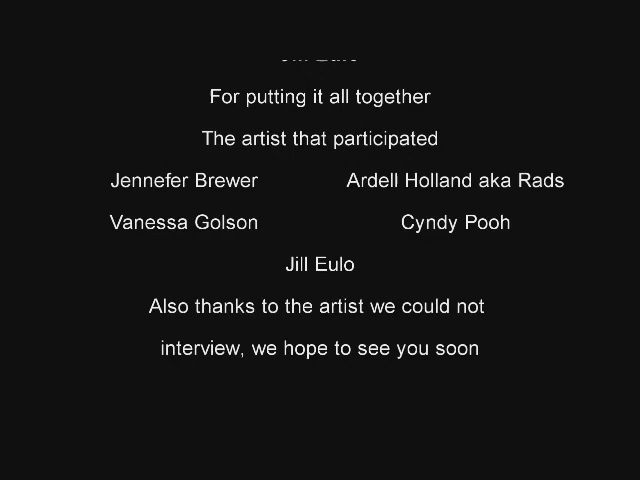 For putting it all together
The artist that participated
Jennefer Brewer Ardell Holland aka Rads
Vanessa Golson Cyndy Pooh
Jill Eulo
Also thanks to the artist we could not
interview, we hope to see you soon